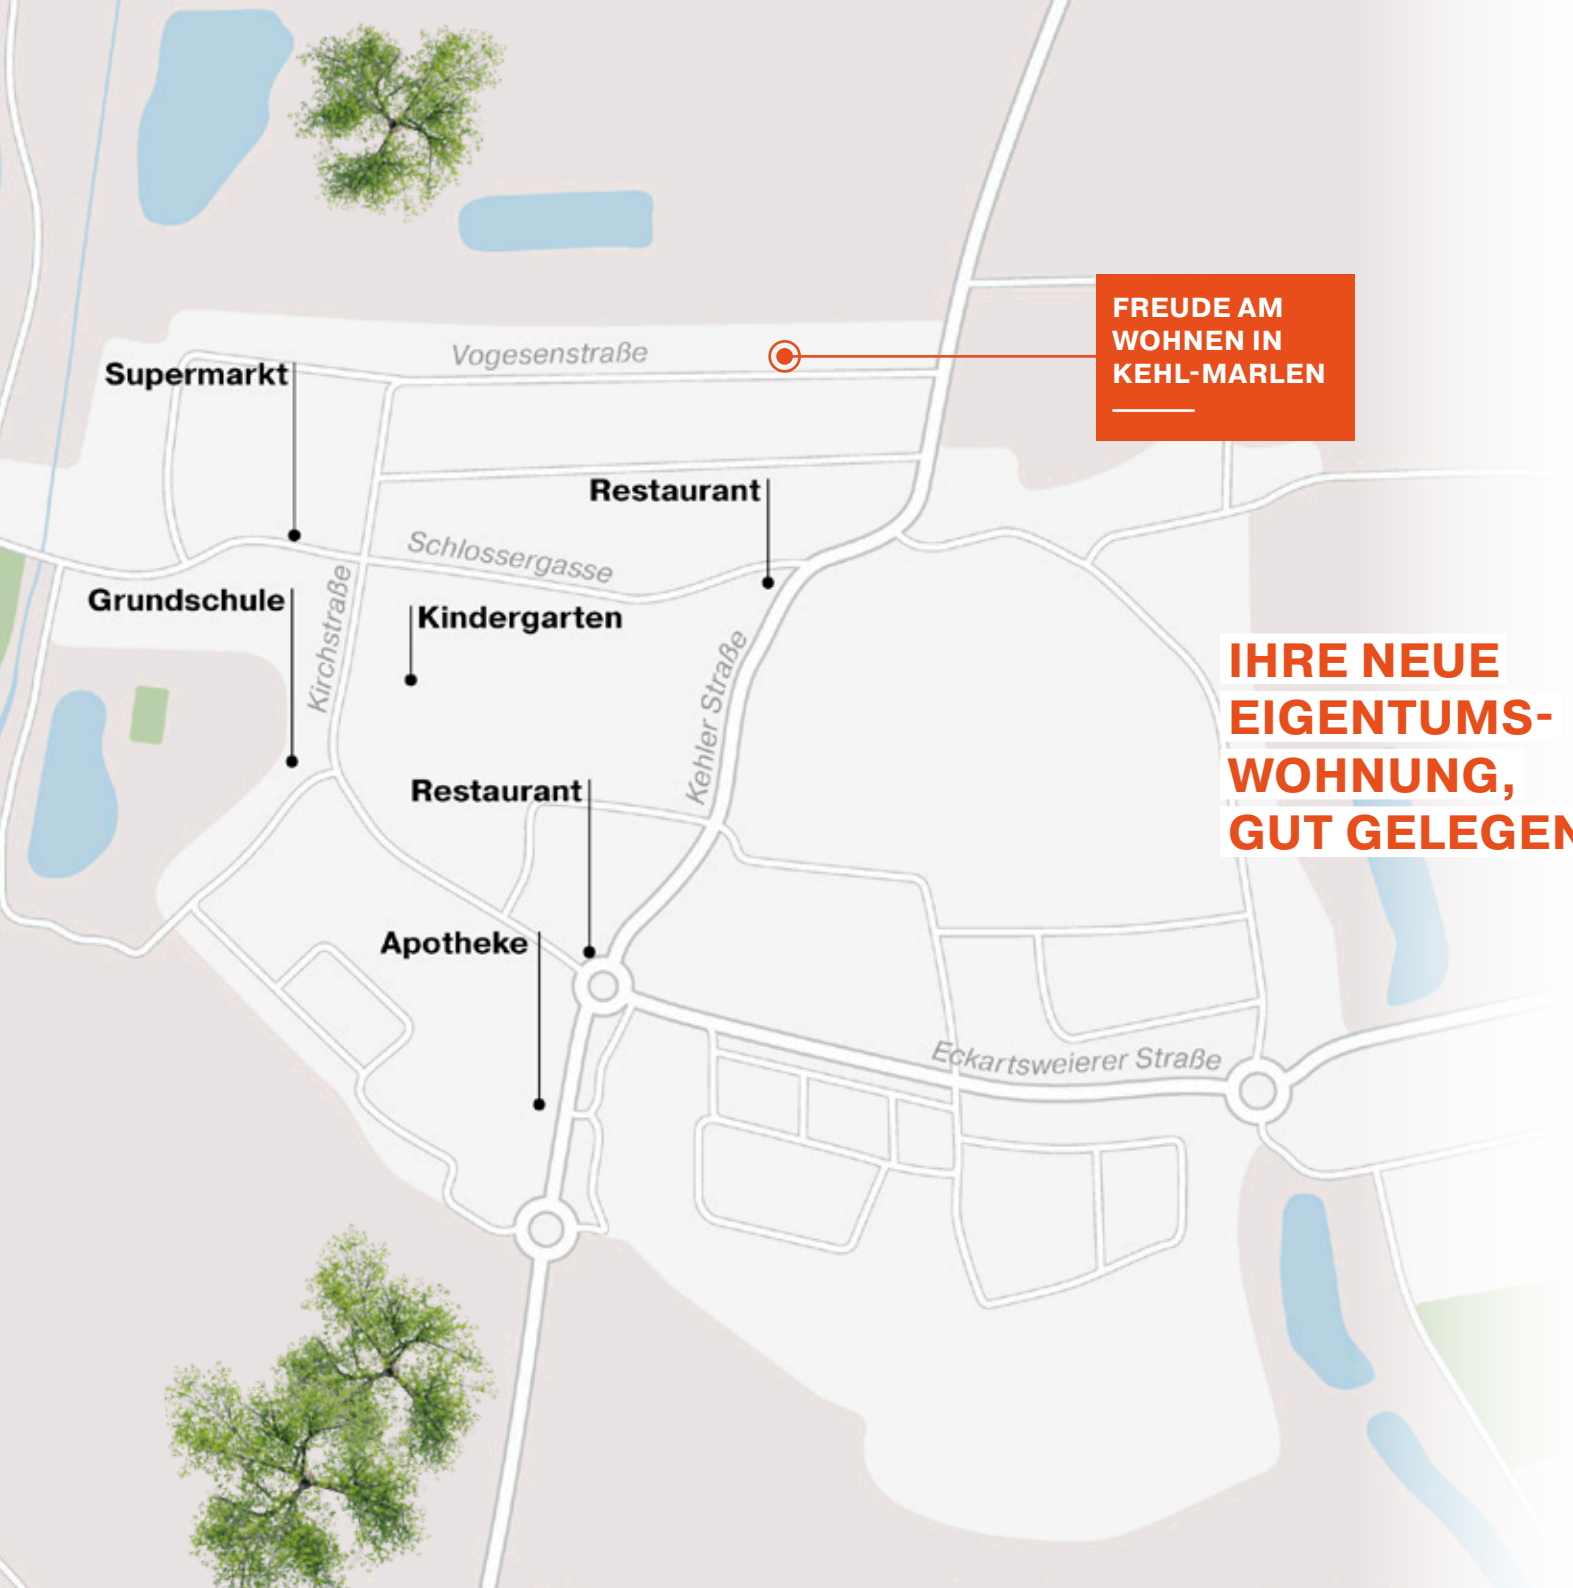 FREUDE AM
WOHNEN IN
KEHL-MARLEN
Vogesenstraße
Supermarkt
Restaurant
Schlossergasse
Kirchstraße
Grundschule
Kindergarten
Kehler Straße
IHRE NEUE
EIGENTUMS-
WOHNUNG,
GUT GELEGEN
Restaurant
Apotheke
Eckartsweierer Straße